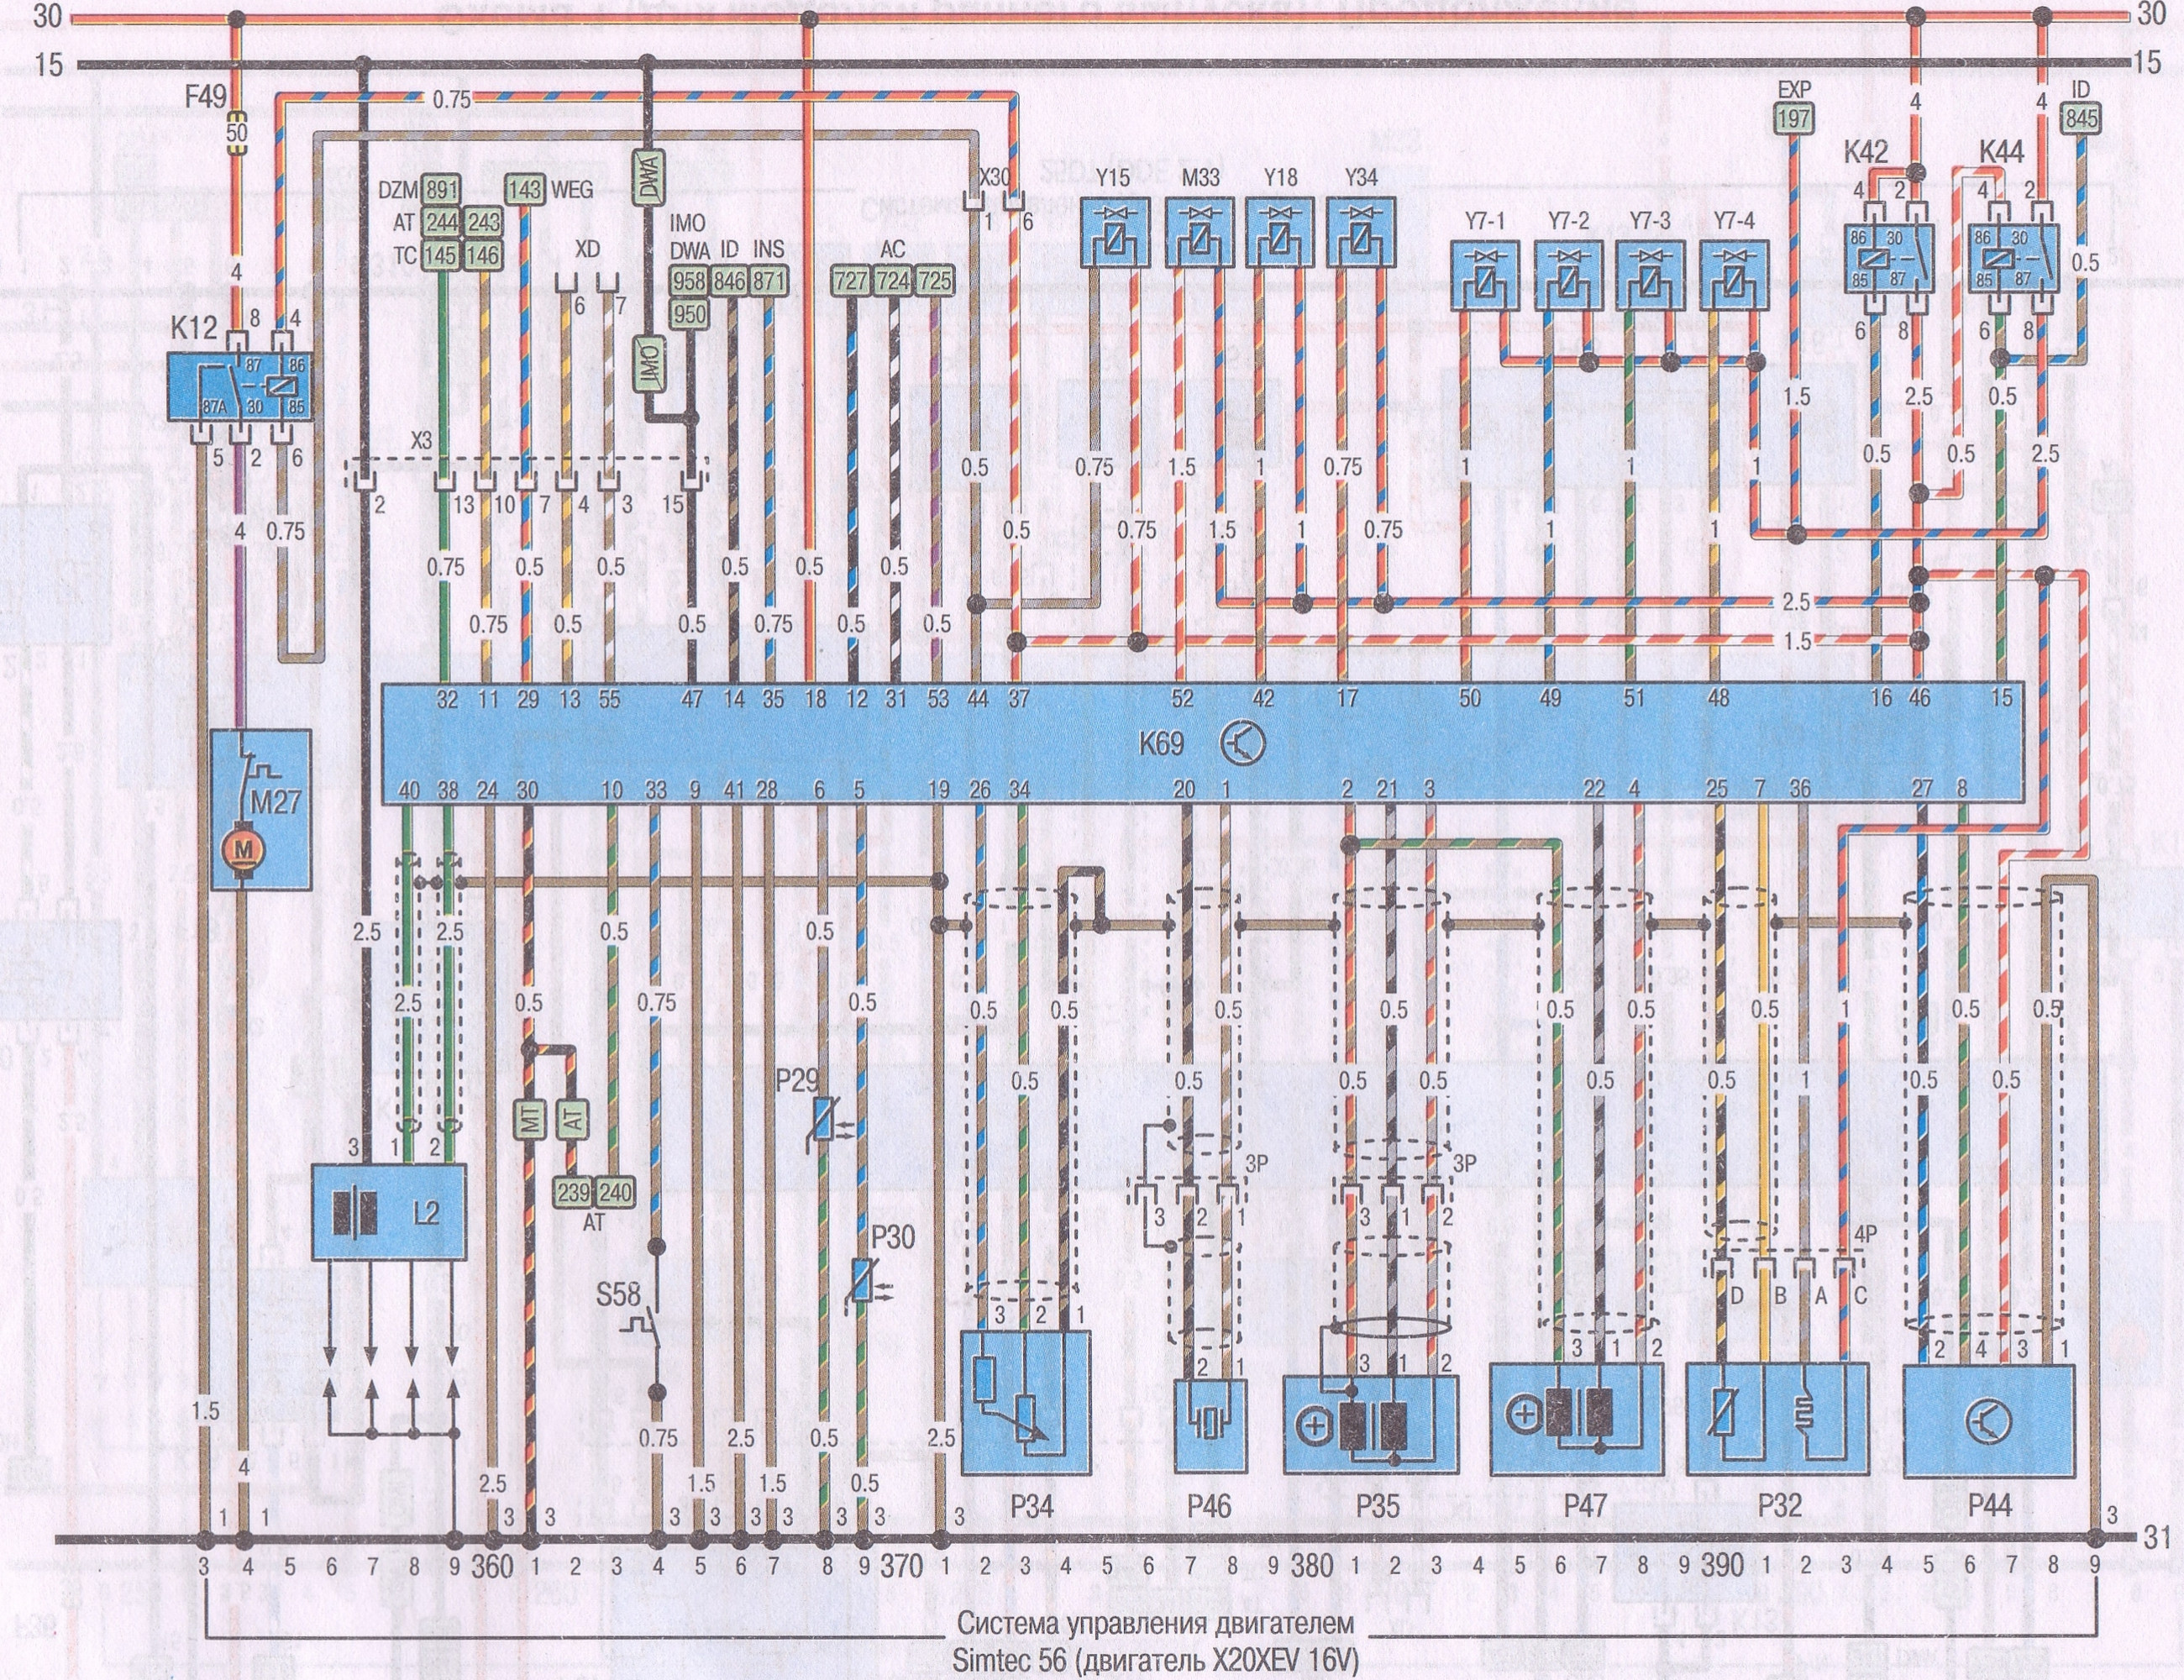 30 30
15 15
F49
50
0.75
EXP
197
4 4
ID
845
K42 K44
DZM 891 143 WEG
AT 244 243
TC 145 146
DWA
X30
1 6
Y15 M33 Y18 Y34
Y7-1 Y7-2 Y7-3 Y7-4
4 2 4 2
86 30 86 30
85 87 85 87
6 8 6 8
0.5
XD
6 7
IMO
DWA ID INS AC
958 846 871 727 724 725
950
IMO
4
K12
8 4
87 86
87A 30 85
5 2 6
X3
2 13 10 7 4 3 15
1.5 2.5 0.5
0.5 0.75 1.5 1 0.75 1 1 1 0.5 0.5 2.5
4 0.75 0.5 0.75 1.5 1 0.75 1 1
0.75 0.5 0.5 0.5 0.5 0.5
0.75 0.5 0.5 0.75 0.5 0.5
2.5
1.5
32 11 29 13 55 47 14 35 18 12 31 53 44 37 52 42 17 50 49 51 48 16 46 15
K69
40 38 24 30 10 33 9 41 28 6 5 19 26 34 20 1 2 21 3 22 4 25 7 36 27 8
M27
M
2.5 2.5 0.5 0.5
2.5 0.5 0.75 0.5 0.5 0.5 0.5 0.5 0.5 0.5 0.5 1 0.5 0.5
0.5 0.5 0.5 0.5 0.5 0.5 1 0.5 0.5
P29
MT AT
3 1 2
3P 3P
239 240
AT
L2
3 2 1 3 1 2
P30
4P
D B A C
S58
3 2 1
2 1 3 1 2 3 1 2 2 4 3 1
1.5
4
0.75 2.5 0.5 2.5
2.5 1.5 1.5 0.5
P34 P46 P35 P47 P32 P44
1 1 3 3 3 3 3 3 3 3 3 3
31
3 4 5 6 7 8 9 360 1 2 3 4 5 6 7 8 9 370 1 2 3 4 5 6 7 8 9 380 1 2 3 4 5 6 7 8 9 390 1 2 3 4 5 6 7 8 9
Система управления двигателем
Simtec 56 (двигатель X20XEV 16V)